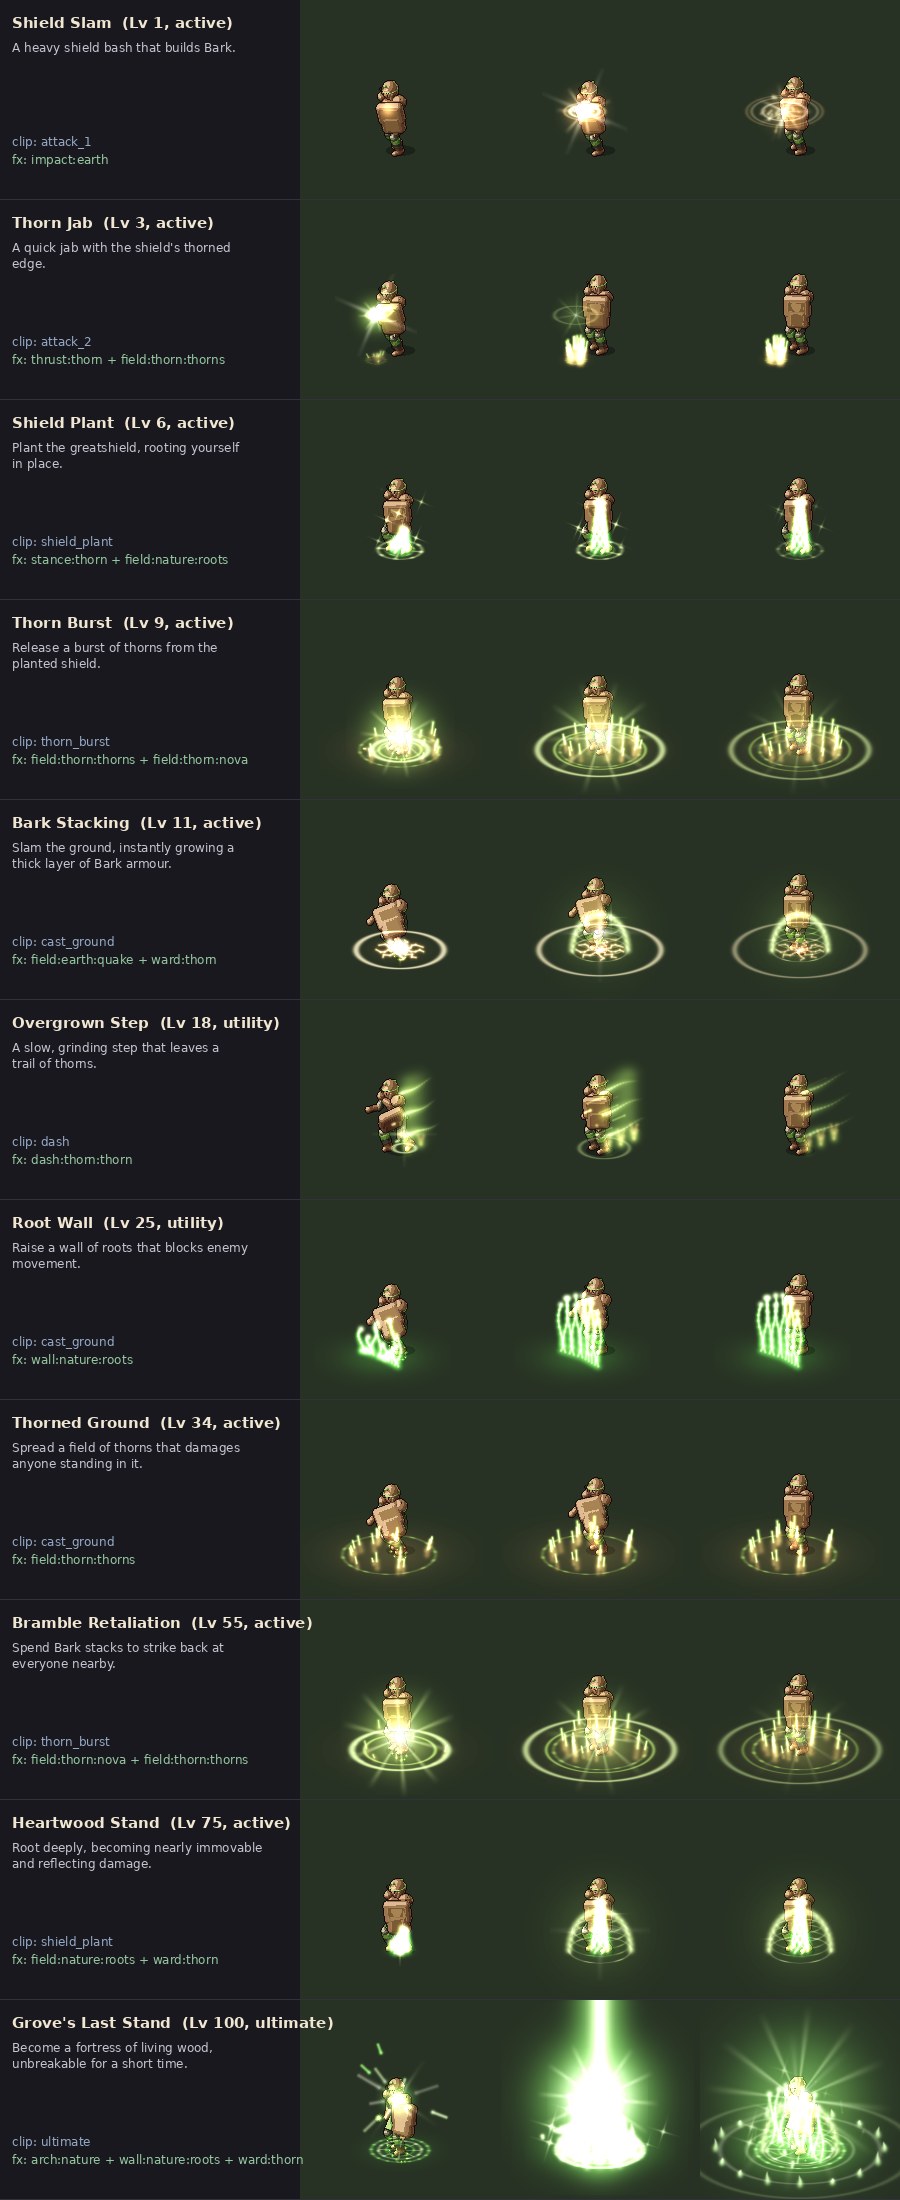 Shield Slam  (Lv 1, active)
A heavy shield bash that builds Bark.
clip: attack_1
fx: impact:earth
Thorn Jab  (Lv 3, active)
A quick jab with the shield's thorned
edge.
clip: attack_2
fx: thrust:thorn + field:thorn:thorns
Shield Plant  (Lv 6, active)
Plant the greatshield, rooting yourself
in place.
clip: shield_plant
fx: stance:thorn + field:nature:roots
Thorn Burst  (Lv 9, active)
Release a burst of thorns from the
planted shield.
clip: thorn_burst
fx: field:thorn:thorns + field:thorn:nova
Bark Stacking  (Lv 11, active)
Slam the ground, instantly growing a
thick layer of Bark armour.
clip: cast_ground
fx: field:earth:quake + ward:thorn
Overgrown Step  (Lv 18, utility)
A slow, grinding step that leaves a
trail of thorns.
clip: dash
fx: dash:thorn:thorn
Root Wall  (Lv 25, utility)
Raise a wall of roots that blocks enemy
movement.
clip: cast_ground
fx: wall:nature:roots
Thorned Ground  (Lv 34, active)
Spread a field of thorns that damages
anyone standing in it.
clip: cast_ground
fx: field:thorn:thorns
Bramble Retaliation  (Lv 55, active)
Spend Bark stacks to strike back at
everyone nearby.
clip: thorn_burst
fx: field:thorn:nova + field:thorn:thorns
Heartwood Stand  (Lv 75, active)
Root deeply, becoming nearly immovable
and reflecting damage.
clip: shield_plant
fx: field:nature:roots + ward:thorn
Grove's Last Stand  (Lv 100, ultimate)
Become a fortress of living wood,
unbreakable for a short time.
clip: ultimate
fx: arch:nature + wall:nature:roots + ward:thorn